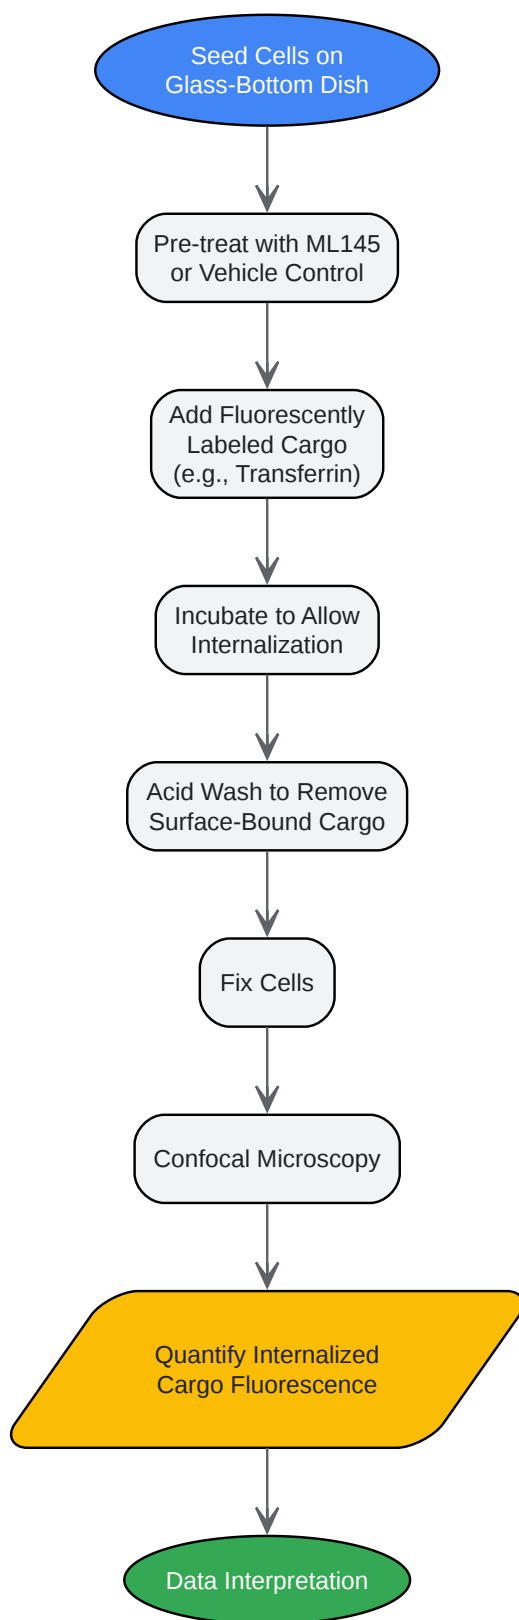 Seed Cells on
Glass-Bottom Dish
Pre-treat with ML145
or Vehicle Control
Add Fluorescently
Labeled Cargo
(e.g., Transferrin)
Incubate to Allow
Internalization
Acid Wash to Remove
Surface-Bound Cargo
Fix Cells
Confocal Microscopy
Quantify Internalized
Cargo Fluorescence
Data Interpretation